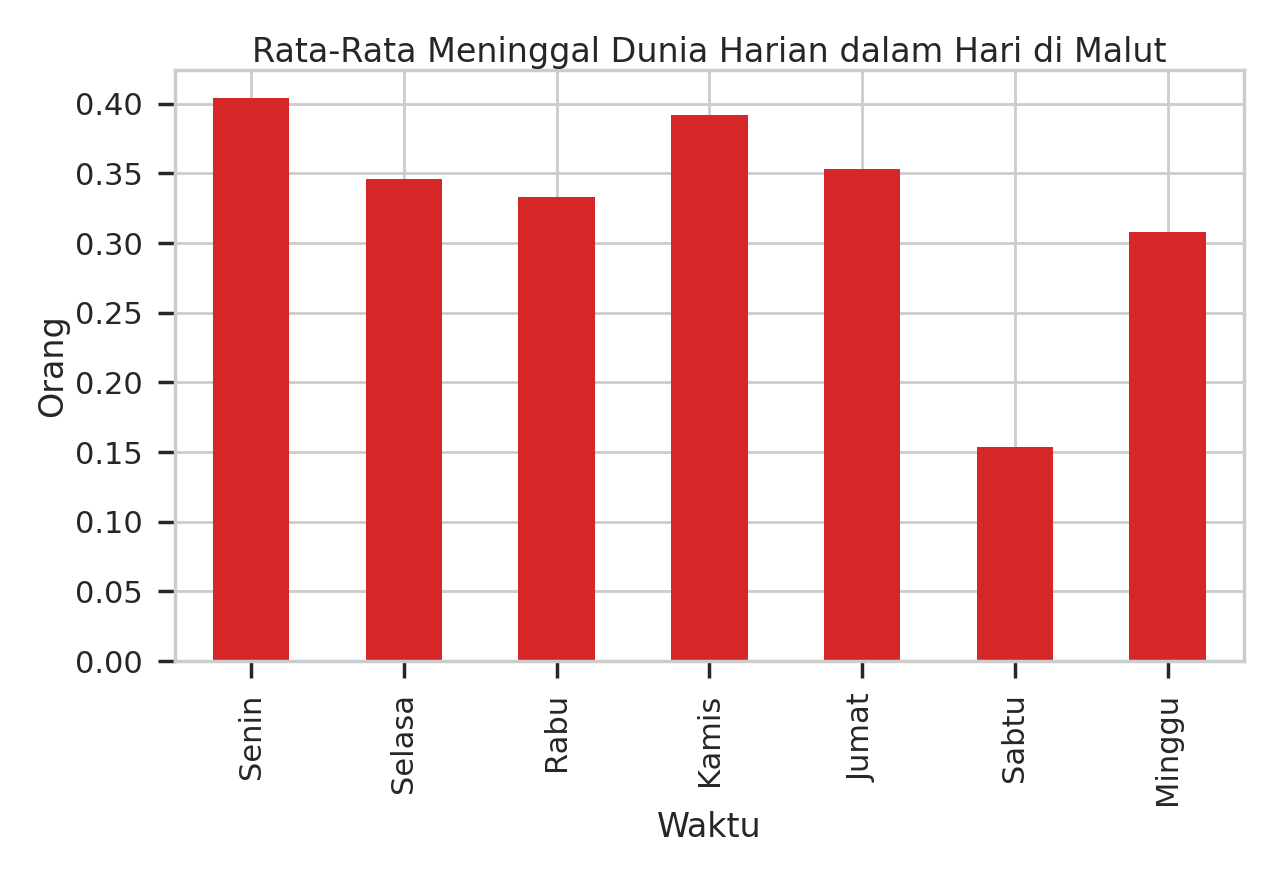 Rata-Rata Meninggal Dunia Harian dalam Hari di Malut
0.40
0.35
0.30
0.25
0.20
0.15
0.10
0.05
0.00
Orang
Senin
Selasa
Rabu
Kamis
Jumat
Sabtu
Minggu
Waktu